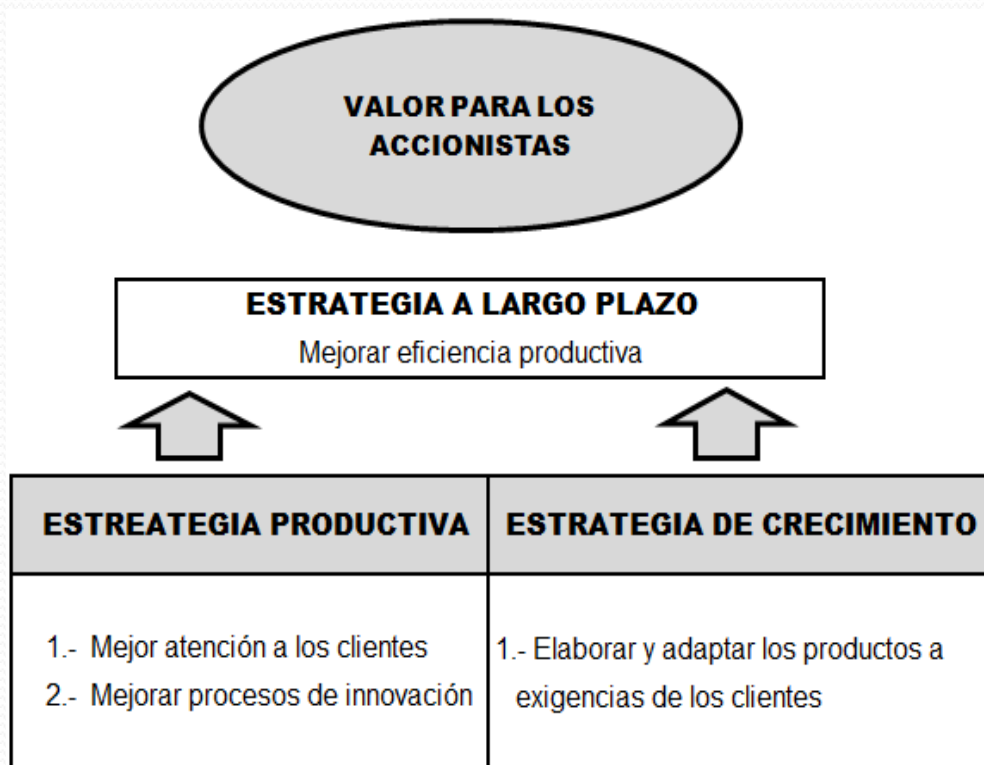 VALOR PARA LOS
ACCIONISTAS
ESTRATEGIA A LARGO PLAZO
Mejorar eficiencia productiva
ESTREATEGIA PRODUCTIVA
ESTRATEGIA DE CRECIMIENTO
1.- Mejor atención a los clientes
2.- Mejorar procesos de innovación
1.- Elaborar y adaptar los productos a
exigencias de los clientes